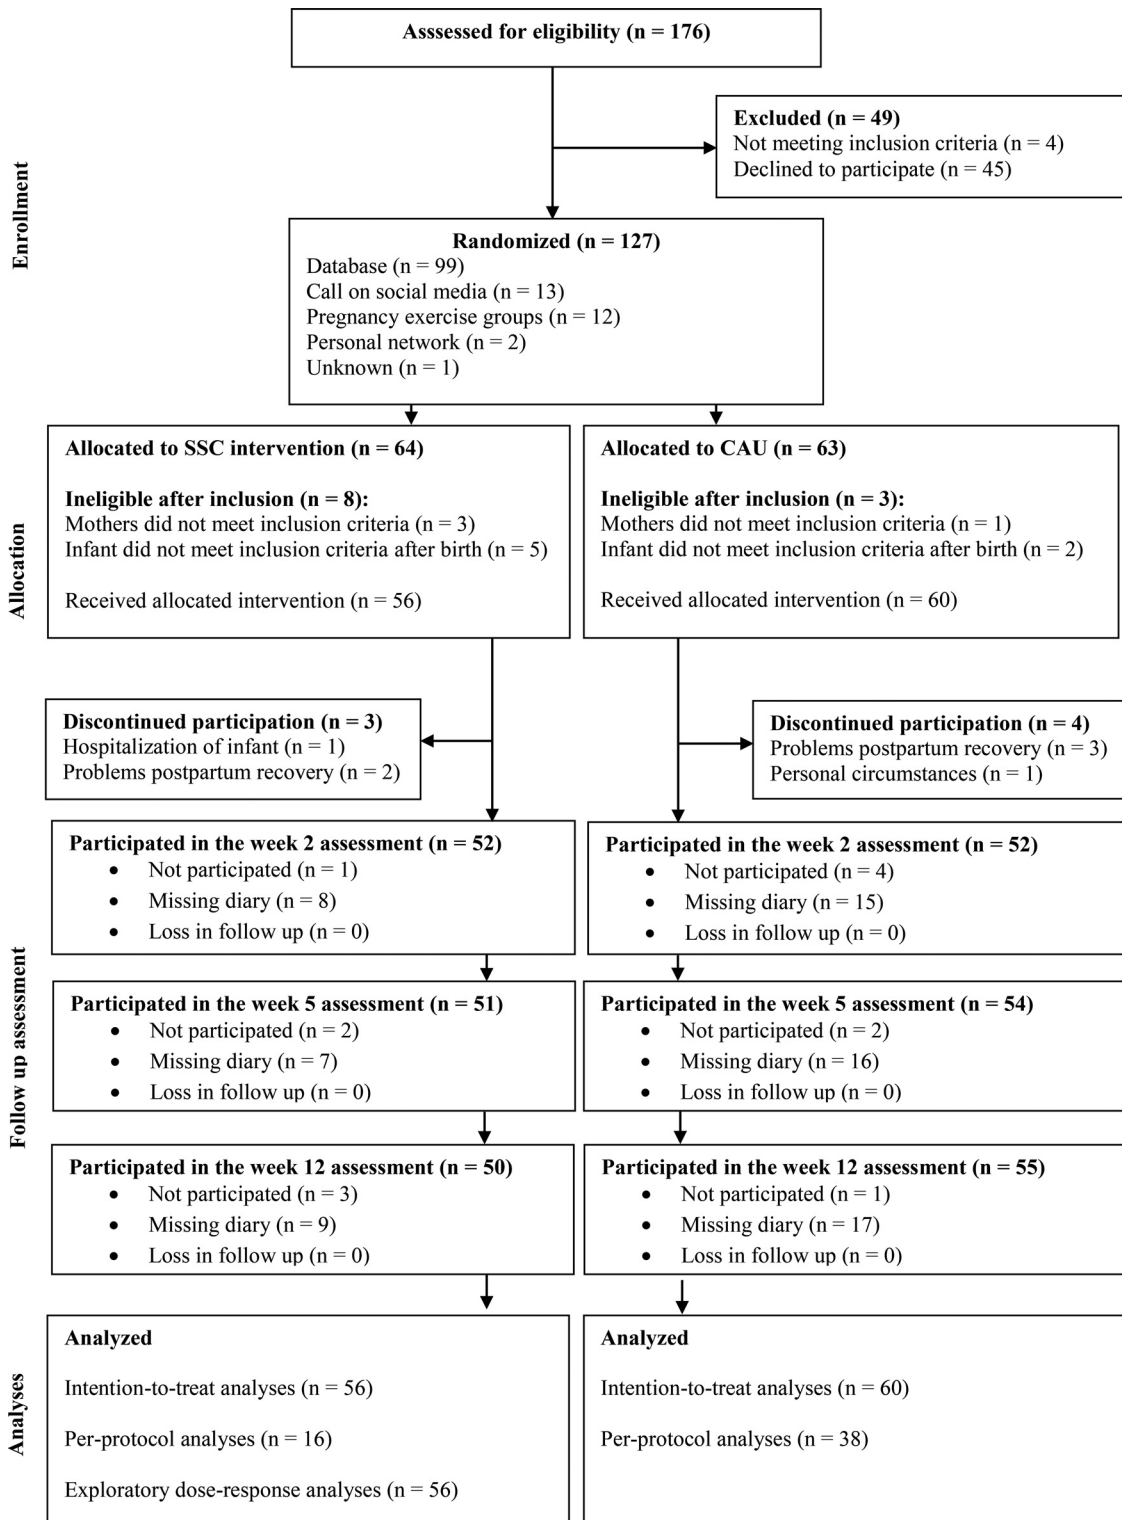 Asssessed for eligibility (n = 176)
Excluded (n = 49)
Not meeting inclusion criteria (n = 4)
Declined to participate (n = 45)
Enrollment
Randomized (n = 127)
Database (n = 99)
Call on social media (n = 13)
Pregnancy exercise groups (n = 12)
Personal network (n = 2)
Unknown (n = 1)
Allocation
Allocated to SSC intervention (n = 64)
Ineligible after inclusion (n = 8):
Mothers did not meet inclusion criteria (n = 3)
Infant did not meet inclusion criteria after birth (n = 5)
Received allocated intervention (n = 56)
Allocated to CAU (n = 63)
Ineligible after inclusion (n = 3):
Mothers did not meet inclusion criteria (n = 1)
Infant did not meet inclusion criteria after birth (n = 2)
Received allocated intervention (n = 60)
Discontinued participation (n = 3)
Hospitalization of infant (n = 1)
Problems postpartum recovery (n = 2)
Discontinued participation (n = 4)
Problems postpartum recovery (n = 3)
Personal circumstances (n = 1)
Follow up assessment
Participated in the week 2 assessment (n = 52)
• Not participated (n = 1)
• Missing diary (n = 8)
• Loss in follow up (n = 0)
Participated in the week 2 assessment (n = 52)
• Not participated (n = 4)
• Missing diary (n = 15)
• Loss in follow up (n = 0)
Participated in the week 5 assessment (n = 51)
• Not participated (n = 2)
• Missing diary (n = 7)
• Loss in follow up (n = 0)
Participated in the week 5 assessment (n = 54)
• Not participated (n = 2)
• Missing diary (n = 16)
• Loss in follow up (n = 0)
Participated in the week 12 assessment (n = 50)
• Not participated (n = 3)
• Missing diary (n = 9)
• Loss in follow up (n = 0)
Participated in the week 12 assessment (n = 55)
• Not participated (n = 1)
• Missing diary (n = 17)
• Loss in follow up (n = 0)
Analyses
Analyzed
Intention-to-treat analyses (n = 56)
Per-protocol analyses (n = 16)
Exploratory dose-response analyses (n = 56)
Analyzed
Intention-to-treat analyses (n = 60)
Per-protocol analyses (n = 38)